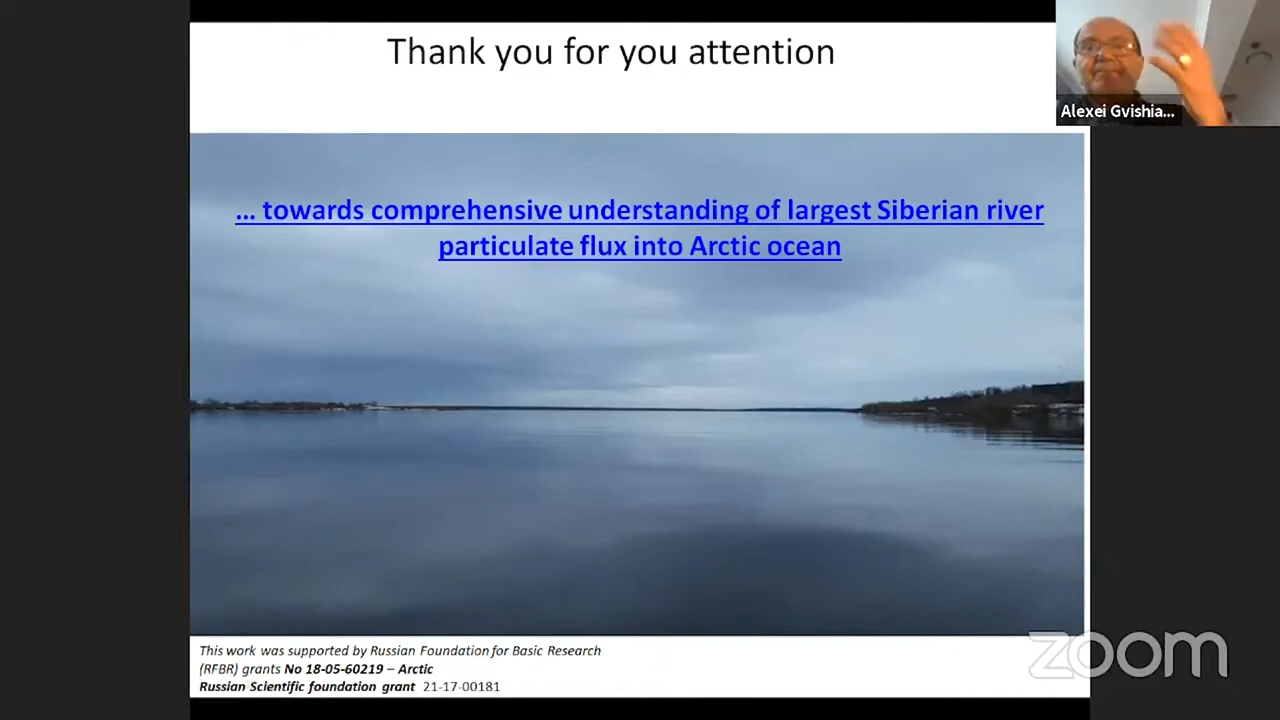 Thank you for you attention
Alexei Gvishia...
... towards comprehensive understanding of largest Siberian river
particulate flux into Arctic ocean
This work was supported by Russian Foundation for Basic Research
(RFBR) grants No 18-05-60219 – Arctic
Russian Scientific foundation grant 21-17-00181
zoom